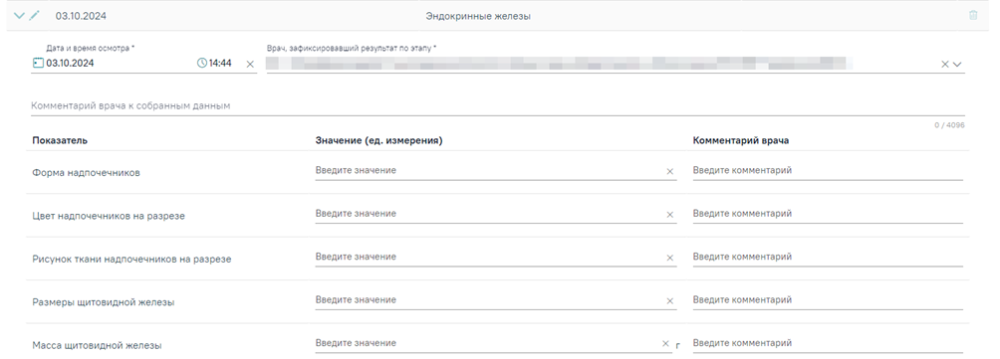 03.10.2024 Эндокринные железы
Дата и время осмотра * Врач, зафиксировавший результат по этапу *
03.10.2024 14:44
Комментарий врача к собранным данным
0 / 4096
Показатель Значение (ед. измерения) Комментарий врача
Форма надпочечников Введите значение Введите комментарий
Цвет надпочечников на разрезе Введите значение Введите комментарий
Рисунок ткани надпочечников на разрезе Введите значение Введите комментарий
Размеры щитовидной железы Введите значение Введите комментарий
Масса щитовидной железы Введите значение г Введите комментарий